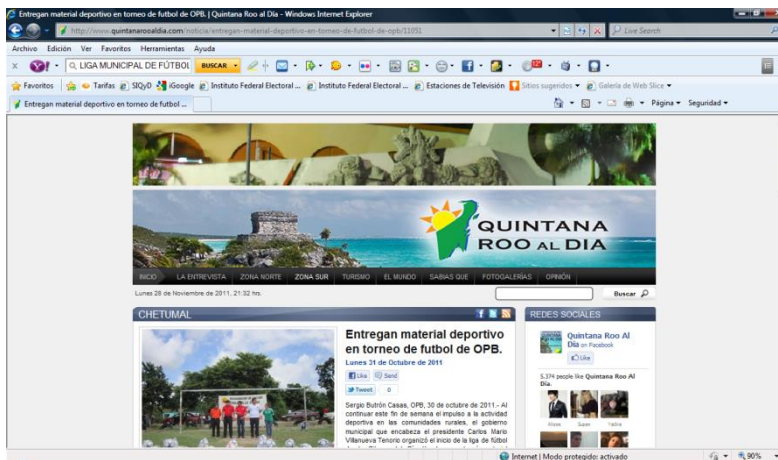 Entregan material deportivo en torneo de futbol de OPB. | Quintana Roo al Día - Windows Internet Explorer
http://www.quintanarooaldia.com/noticia/entregan-material-deportivo-en-torneo-de-futbol-de-opb/11051
Live Search
Archivo Edición Ver Favoritos Herramientas Ayuda
LIGA MUNICIPAL DE FÚTBOL BUSCAR
Favoritos Tarifas SIQyD iGoogle Instituto Federal Electoral ... Instituto Federal Electoral ... Estaciones de Televisión Sitios sugeridos Galería de Web Slice
Entregan material deportivo en torneo de futbol ...
Página Seguridad
QUINTANA
ROO AL DIA
INICIO LA ENTREVISTA ZONA NORTE ZONA SUR TURISMO EL MUNDO SABIAS QUE FOTOGALERÍAS OPINIÓN
Lunes 28 de Noviembre de 2011, 21:32 hrs.
Buscar
CHETUMAL
Entregan material deportivo
en torneo de futbol de OPB.
Lunes 31 de Octubre de 2011
Like Send
Tweet 0
Sergio Butrón Casas, OPB, 30 de octubre de 2011.- Al
continuar este fin de semana el impulso a la actividad
deportiva en las comunidades rurales, el gobierno
municipal que encabeza el presidente Carlos Mario
Villanueva Tenorio organizó el inicio de la liga de fútbol
REDES SOCIALES
Quintana Roo Al
Día on Facebook
Like
5,374 people like Quintana Roo Al
Día.
Internet | Modo protegido: activado
90%